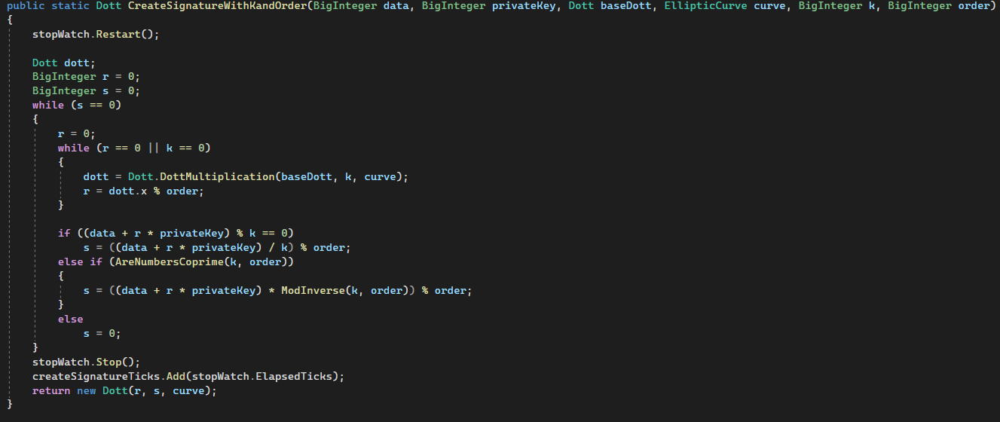 public static Dott CreateSignatureWithKandOrder(BigInteger data, BigInteger privateKey, Dott baseDott, EllipticCurve curve, BigInteger k, BigInteger order)
{
    stopWatch.Restart();

    Dott dott;
    BigInteger r = 0;
    BigInteger s = 0;
    while (s == 0)
    {
        r = 0;
        while (r == 0 || k == 0)
        {
            dott = Dott.DottMultiplication(baseDott, k, curve);
            r = dott.x % order;
        }

        if ((data + r * privateKey) % k == 0)
            s = ((data + r * privateKey) / k) % order;
        else if (AreNumbersCoprime(k, order))
        {
            s = ((data + r * privateKey) * ModInverse(k, order)) % order;
        }
        else
            s = 0;
    }
    stopWatch.Stop();
    createSignatureTicks.Add(stopWatch.ElapsedTicks);
    return new Dott(r, s, curve);
}